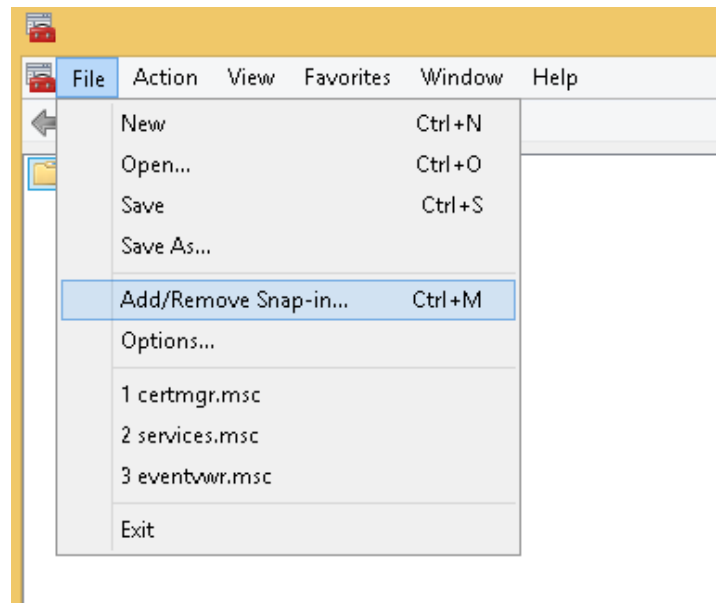 File Action View Favorites Window Help
New Ctrl+N
Open... Ctrl+O
Save Ctrl+S
Save As...
Add/Remove Snap-in... Ctrl+M
Options...
1 certmgr.msc
2 services.msc
3 eventvwr.msc
Exit